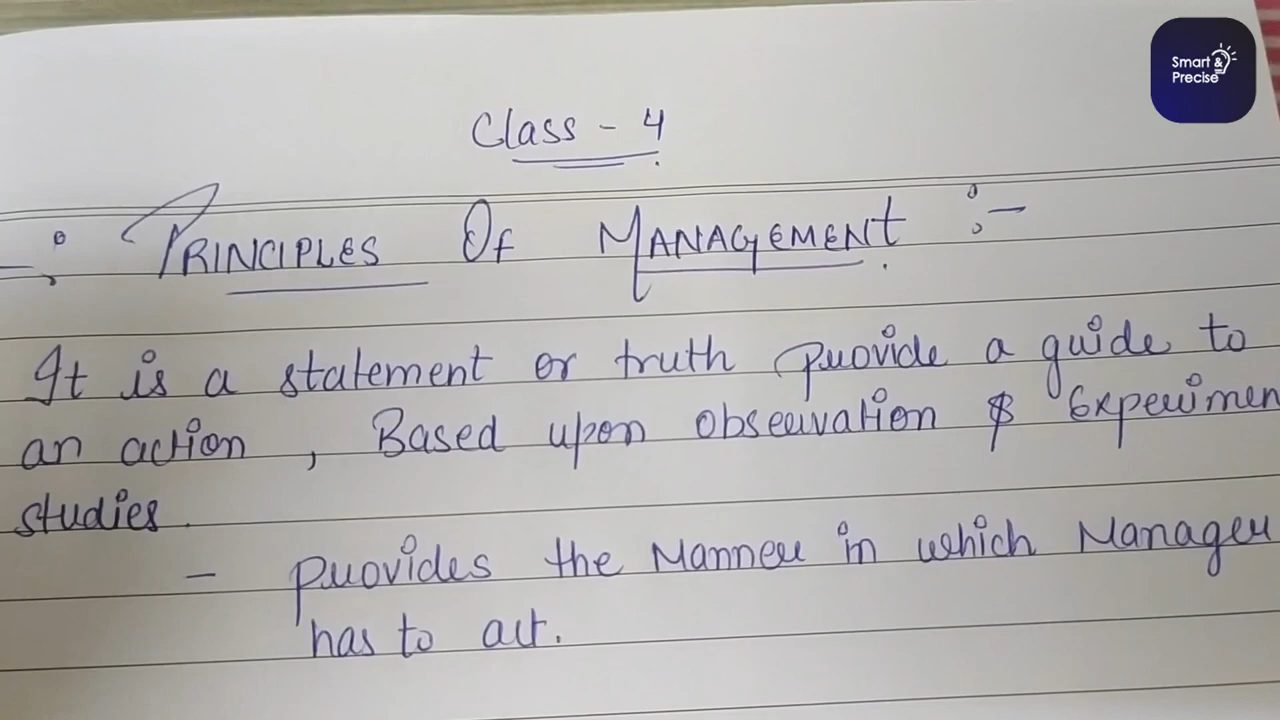 Smart &
Precise
Class - 4
:- PRINCIPLES Of MANAGEMENt :-
It is a statement or truth provide a guide to
an action, Based upon observation & Experimen
studies.
- provides the Manner in which Manager
has to act.